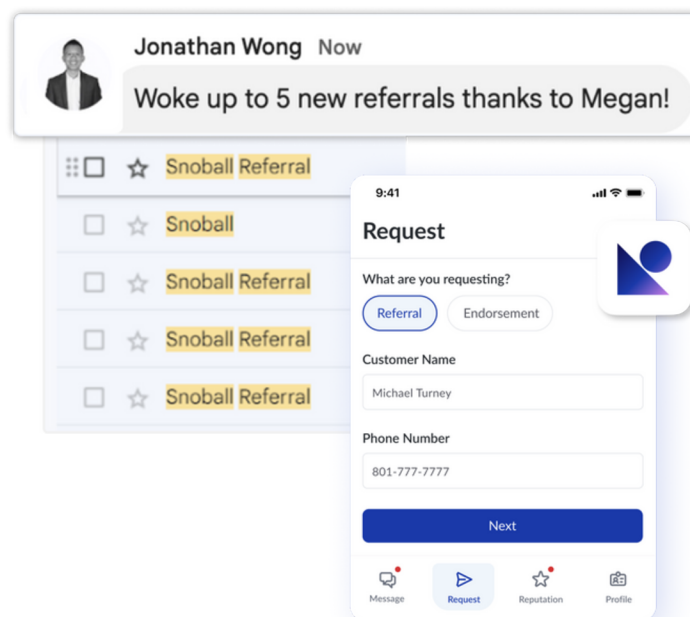 Jonathan Wong Now
Woke up to 5 new referrals thanks to Megan!
Snoball Referral
Snoball
Snoball Referral
Snoball Referral
Snoball Referral
9:41
Request
What are you requesting?
Referral
Endorsement
Customer Name
Michael Turney
Phone Number
801-777-7777
Next
Message
Request
Reputation
Profile